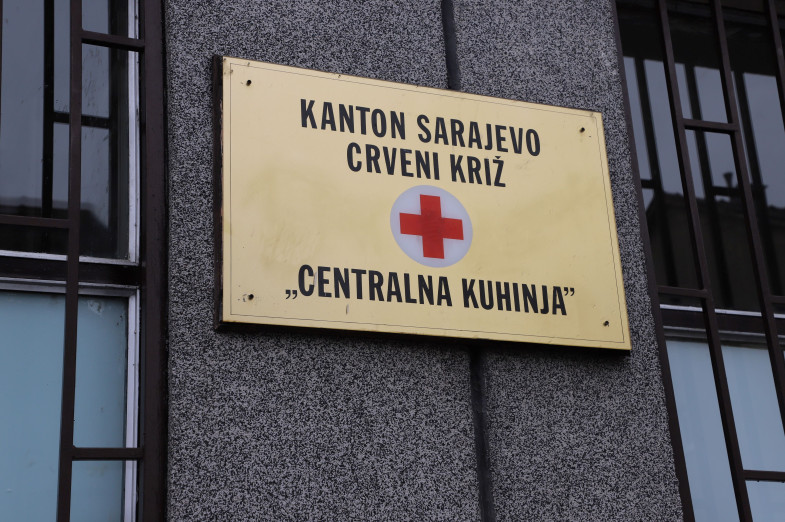 KANTON SARAJEVO
CRVENI KRIŽ
„CENTRALNA KUHINJA”